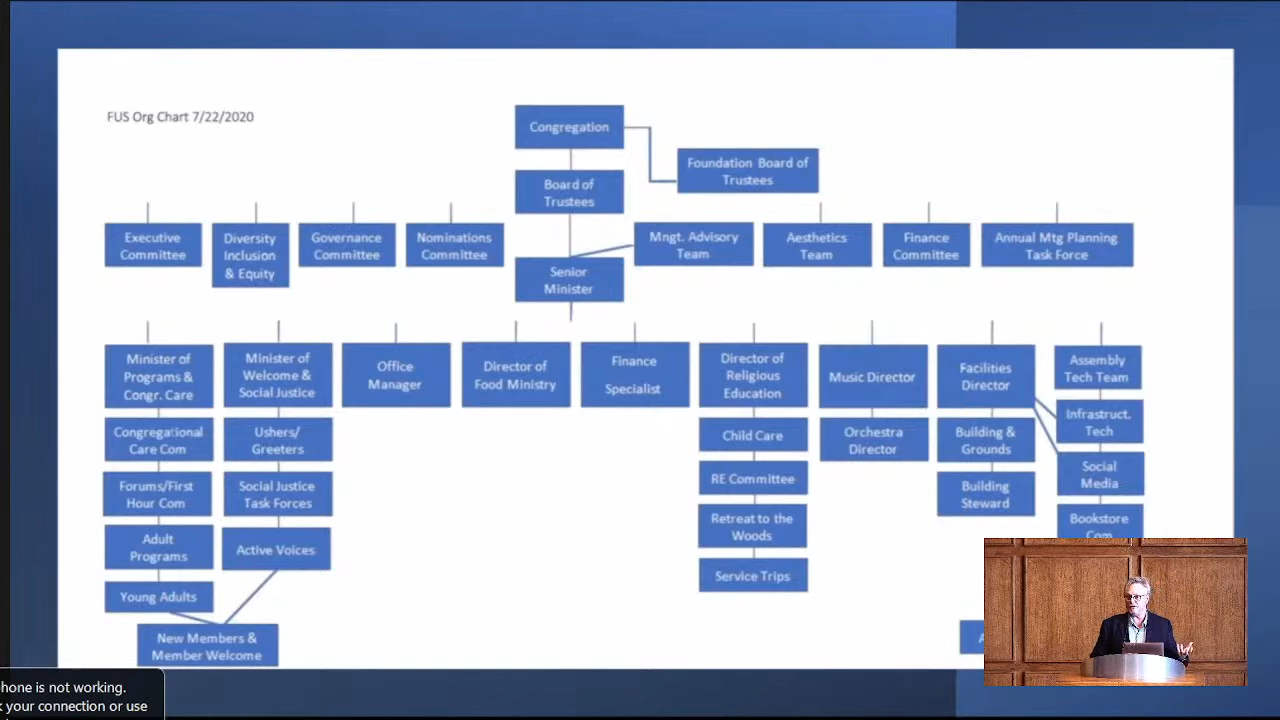 FUS Org Chart 7/22/2020
Congregation
Foundation Board of
Trustees
Board of
Trustees
Executive
Committee
Diversity
Inclusion
& Equity
Governance
Committee
Nominations
Committee
Mngt. Advisory
Team
Aesthetics
Team
Finance
Committee
Annual Mtg Planning
Task Force
Senior
Minister
Minister of
Programs &
Congr. Care
Minister of
Welcome &
Social Justice
Office
Manager
Director of
Food Ministry
Finance
Specialist
Director of
Religious
Education
Music Director
Facilities
Director
Assembly
Tech Team
Congregational
Care Com
Ushers/
Greeters
Child Care
Orchestra
Director
Building &
Grounds
Infrastruct.
Tech
Forums/First
Hour Com
Social Justice
Task Forces
RE Committee
Building
Steward
Social
Media
Adult
Programs
Active Voices
Retreat to the
Woods
Bookstore
Com
Young Adults
Service Trips
New Members &
Member Welcome
hone is not working.
your connection or use